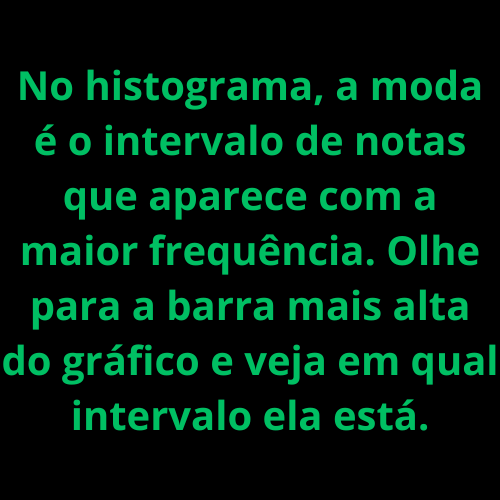 No histograma, a moda
é o intervalo de notas
que aparece com a
maior frequência. Olhe
para a barra mais alta
do gráfico e veja em qual
intervalo ela está.